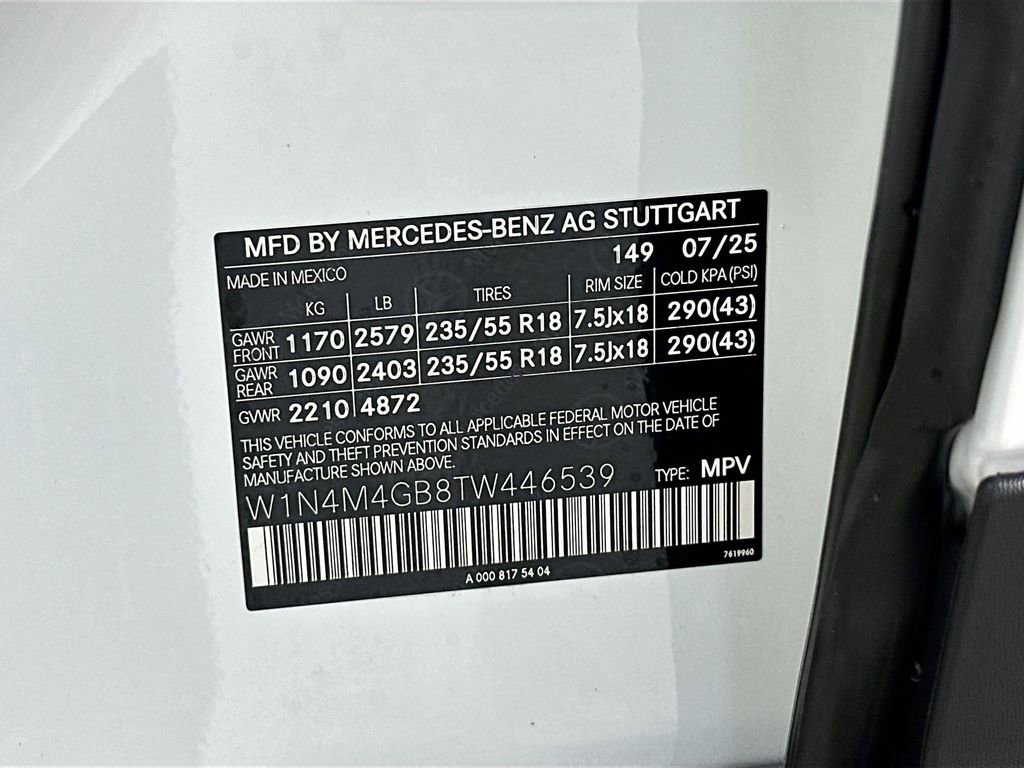 MFD BY MERCEDES-BENZ AG STUTTGART
MADE IN MEXICO 149 07/25
KG LB TIRES RIM SIZE COLD KPA (PSI)
GAWR FRONT 1170 2579 235/55 R18 7.5Jx18 290(43)
GAWR REAR 1090 2403 235/55 R18 7.5Jx18 290(43)
GVWR 2210 4872
THIS VEHICLE CONFORMS TO ALL APPLICABLE FEDERAL MOTOR VEHICLE
SAFETY AND THEFT PREVENTION STANDARDS IN EFFECT ON THE DATE OF
MANUFACTURE SHOWN ABOVE.
W1N4M4GB8TW446539 TYPE: MPV
7619960
A 000 817 54 04